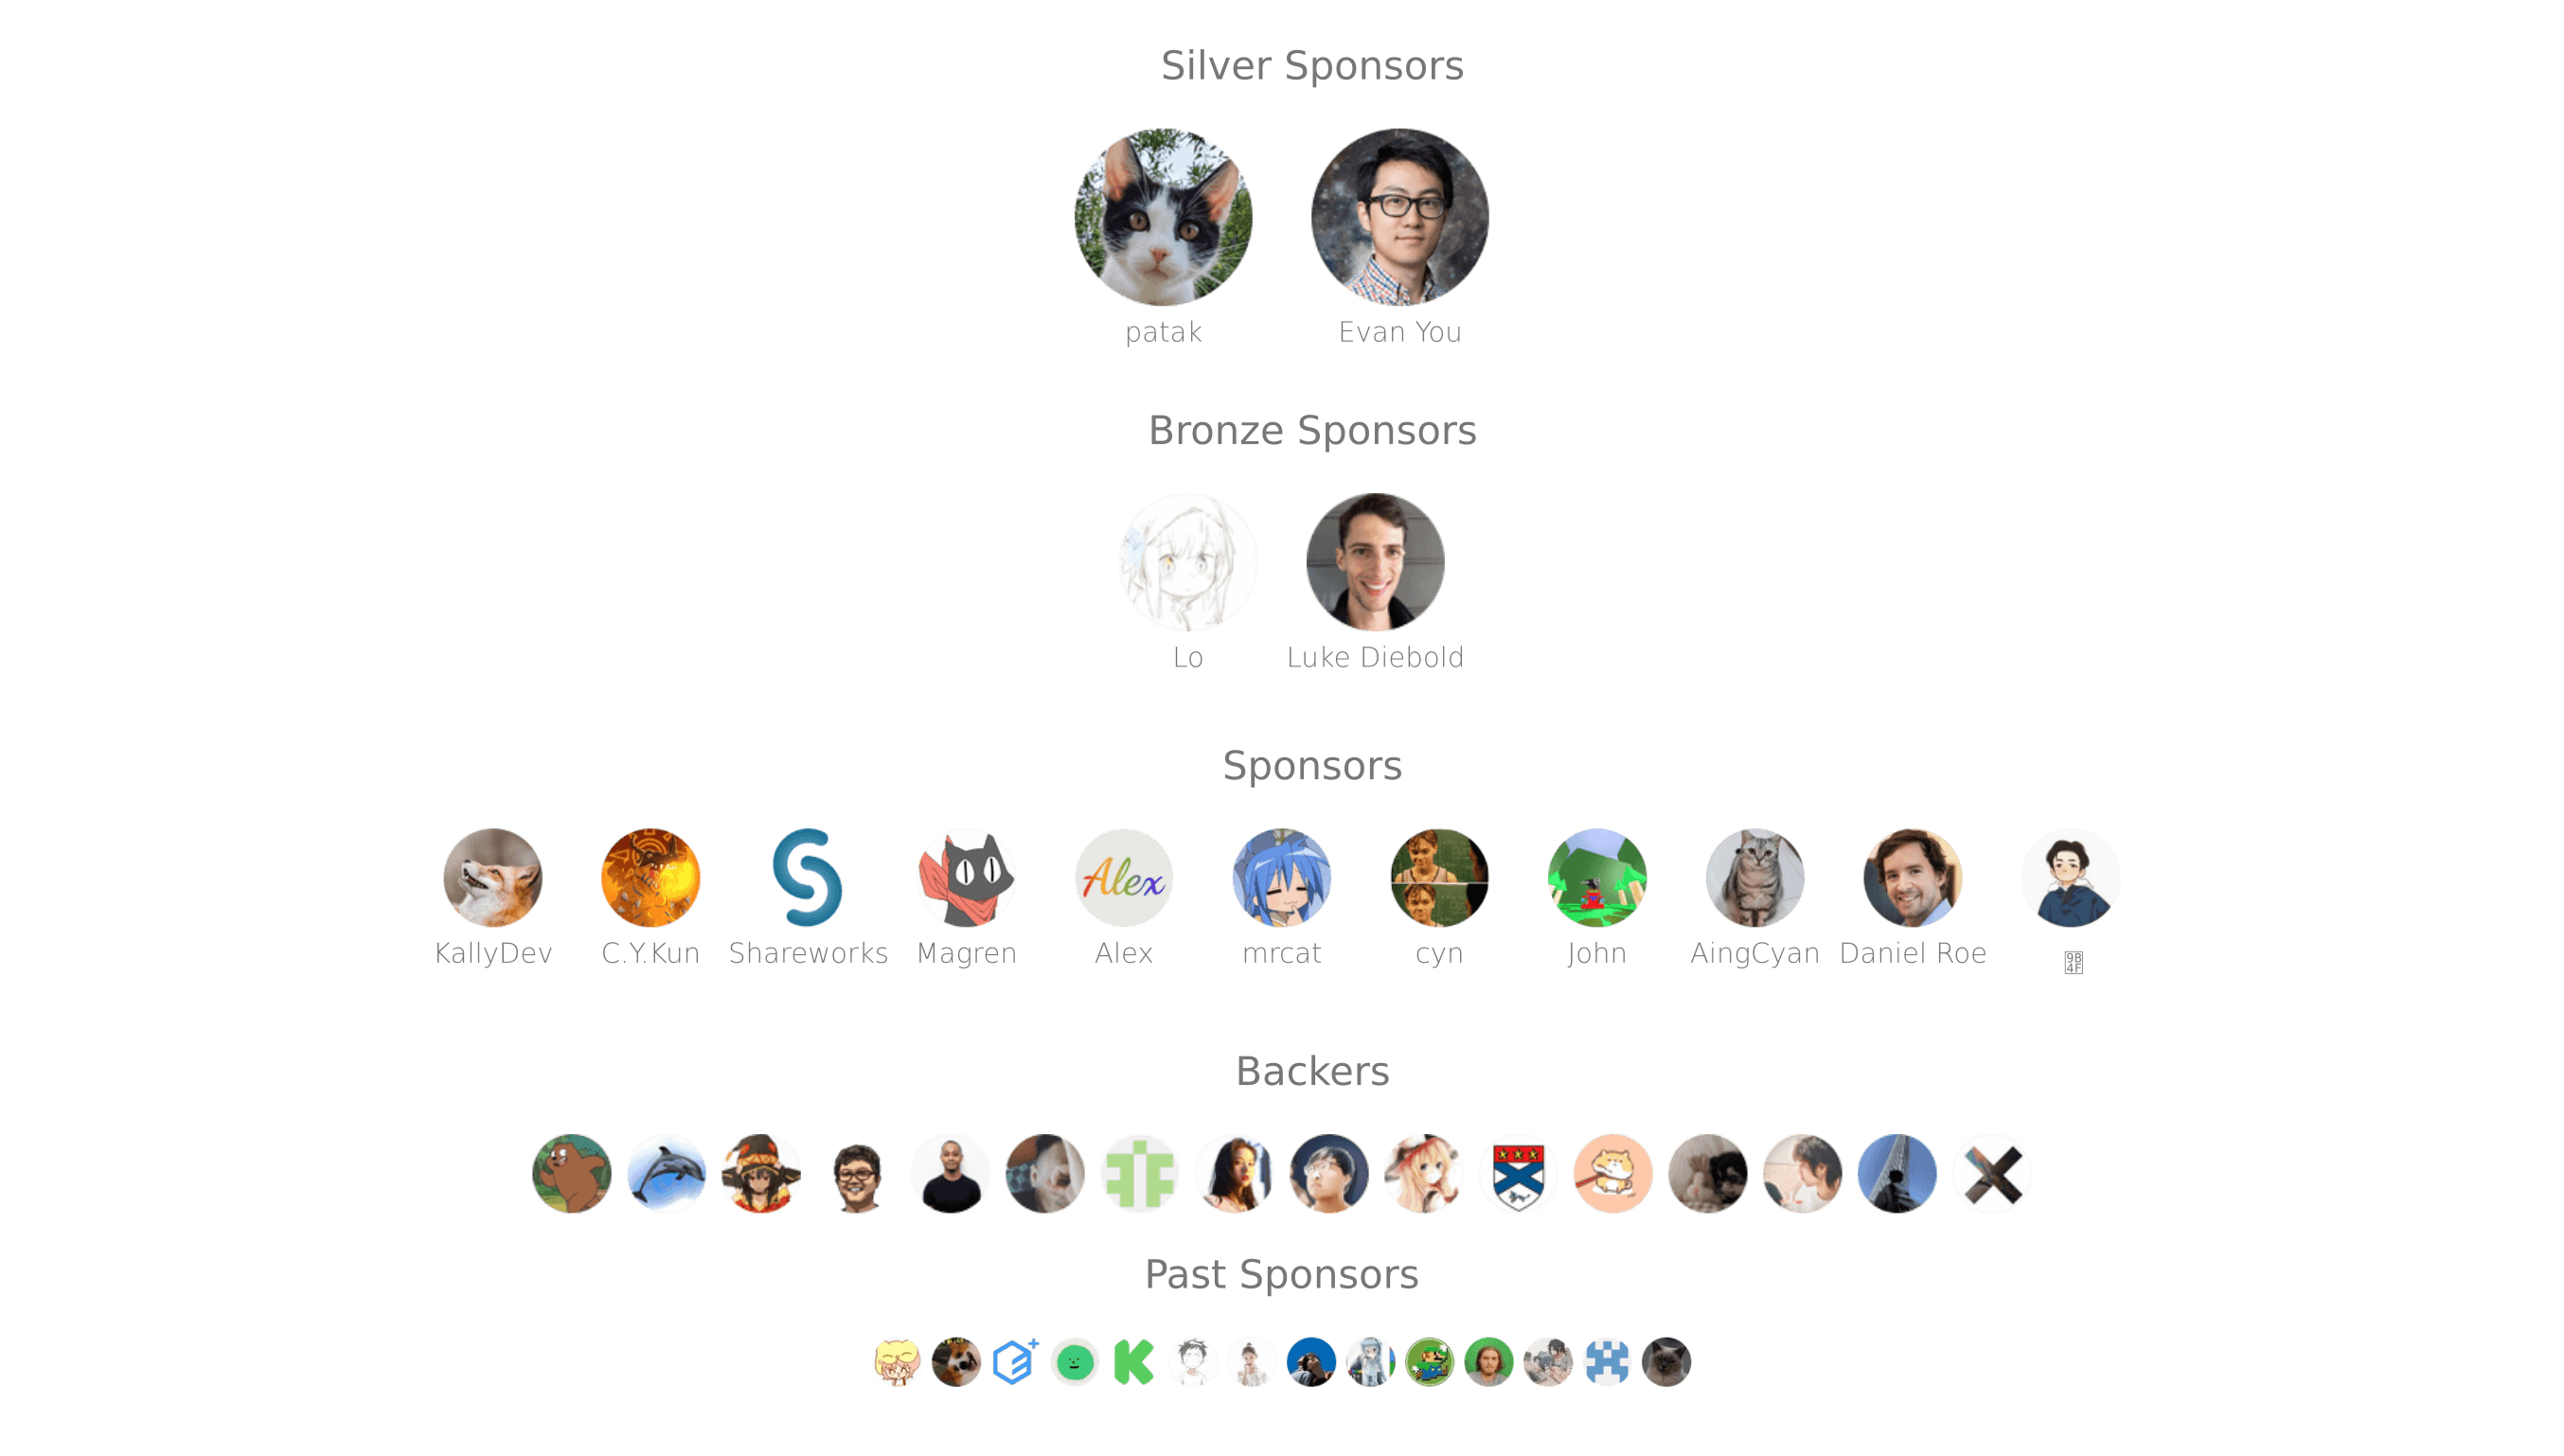 Silver Sponsors
patak Evan You
Bronze Sponsors
Lo Luke Diebold
Sponsors
Alex
KallyDev C.Y.Kun Shareworks Magren Alex mrcat cyn John AingCyan Daniel Roe
Backers
Past Sponsors